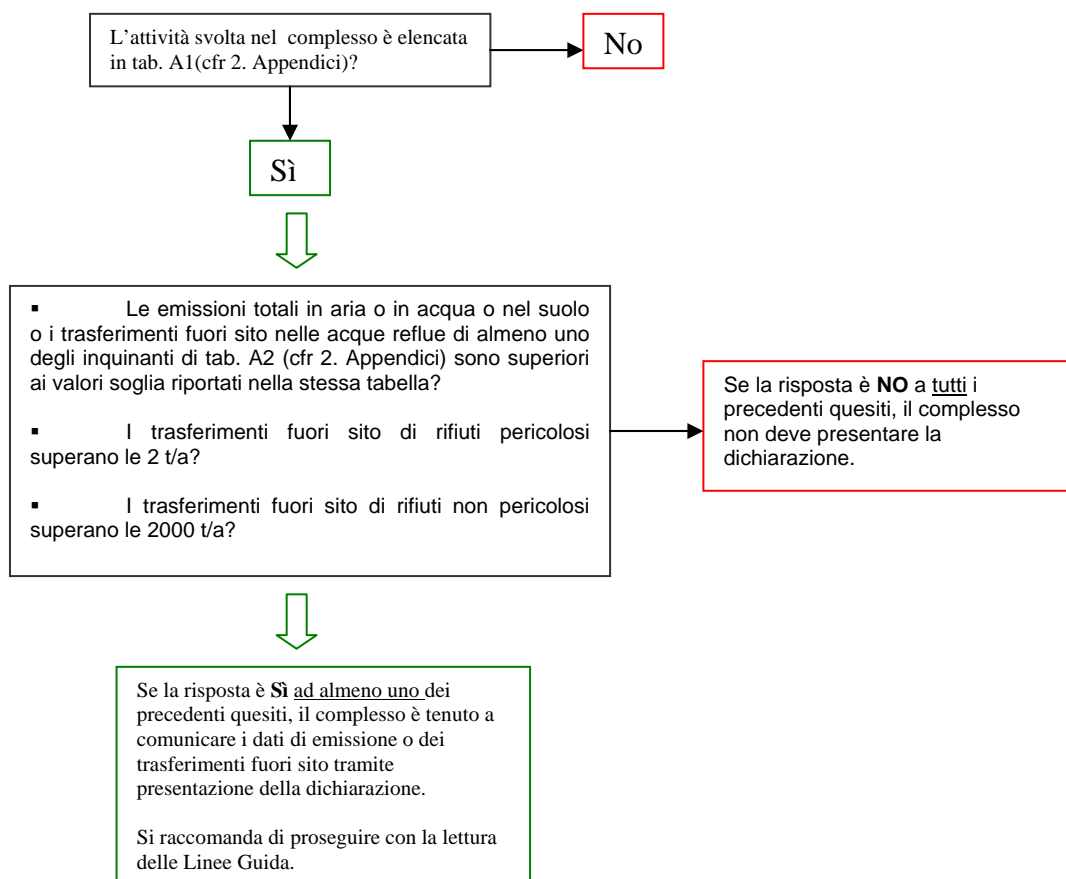 L'attività svolta nel complesso è elencata
in tab. A1(cfr 2. Appendici)?
No
Sì
▪ Le emissioni totali in aria o in acqua o nel suolo
o i trasferimenti fuori sito nelle acque reflue di almeno uno
degli inquinanti di tab. A2 (cfr 2. Appendici) sono superiori
ai valori soglia riportati nella stessa tabella?
▪ I trasferimenti fuori sito di rifiuti pericolosi
superano le 2 t/a?
▪ I trasferimenti fuori sito di rifiuti non pericolosi
superano le 2000 t/a?
Se la risposta è NO a tutti i
precedenti quesiti, il complesso
non deve presentare la
dichiarazione.
Se la risposta è Sì ad almeno uno dei
precedenti quesiti, il complesso è tenuto a
comunicare i dati di emissione o dei
trasferimenti fuori sito tramite
presentazione della dichiarazione.
Si raccomanda di proseguire con la lettura
delle Linee Guida.